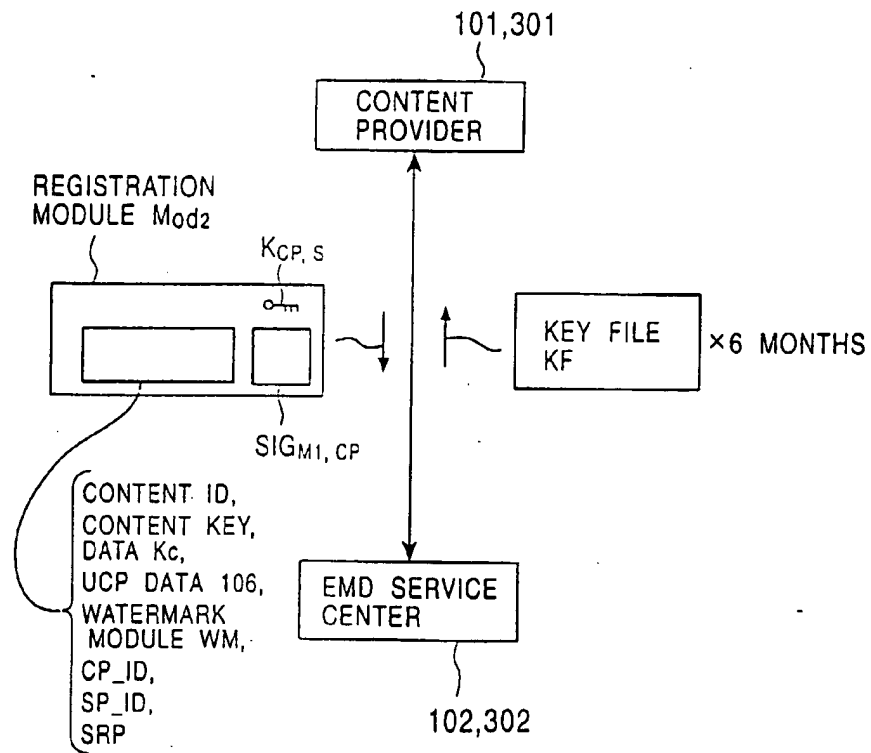 101,301
CONTENT
PROVIDER
REGISTRATION
MODULE Mod2
KCP, S
KEY FILE
KF
×6 MONTHS
SIGM1, CP
CONTENT ID,
CONTENT KEY,
DATA Kc,
UCP DATA 106,
WATERMARK
MODULE WM,
CP_ID,
SP_ID,
SRP
EMD SERVICE
CENTER
102,302